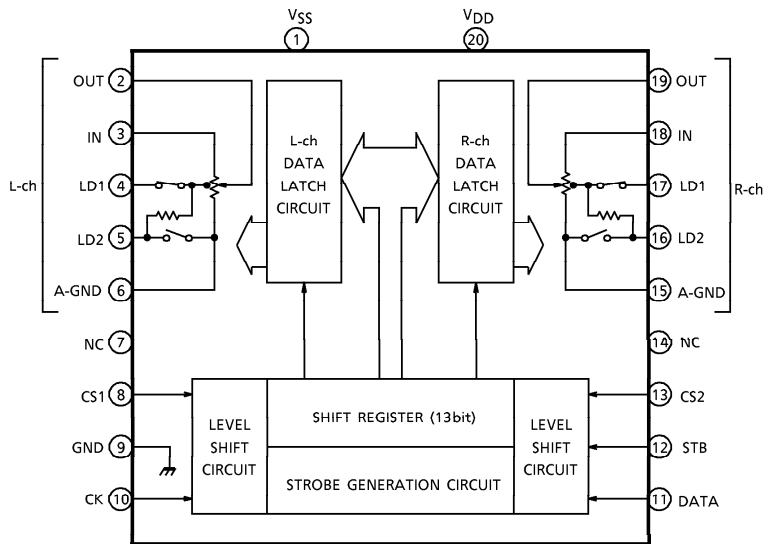 VSS
VDD
1
20
OUT 2
19 OUT
IN 3
18 IN
L-ch
LD1 4
17 LD1
R-ch
LD2 5
16 LD2
A-GND 6
15 A-GND
NC 7
14 NC
CS1 8
13 CS2
GND 9
12 STB
CK 10
11 DATA
L-ch
DATA
LATCH
CIRCUIT
R-ch
DATA
LATCH
CIRCUIT
LEVEL
SHIFT
CIRCUIT
SHIFT REGISTER (13bit)
STROBE GENERATION CIRCUIT
LEVEL
SHIFT
CIRCUIT